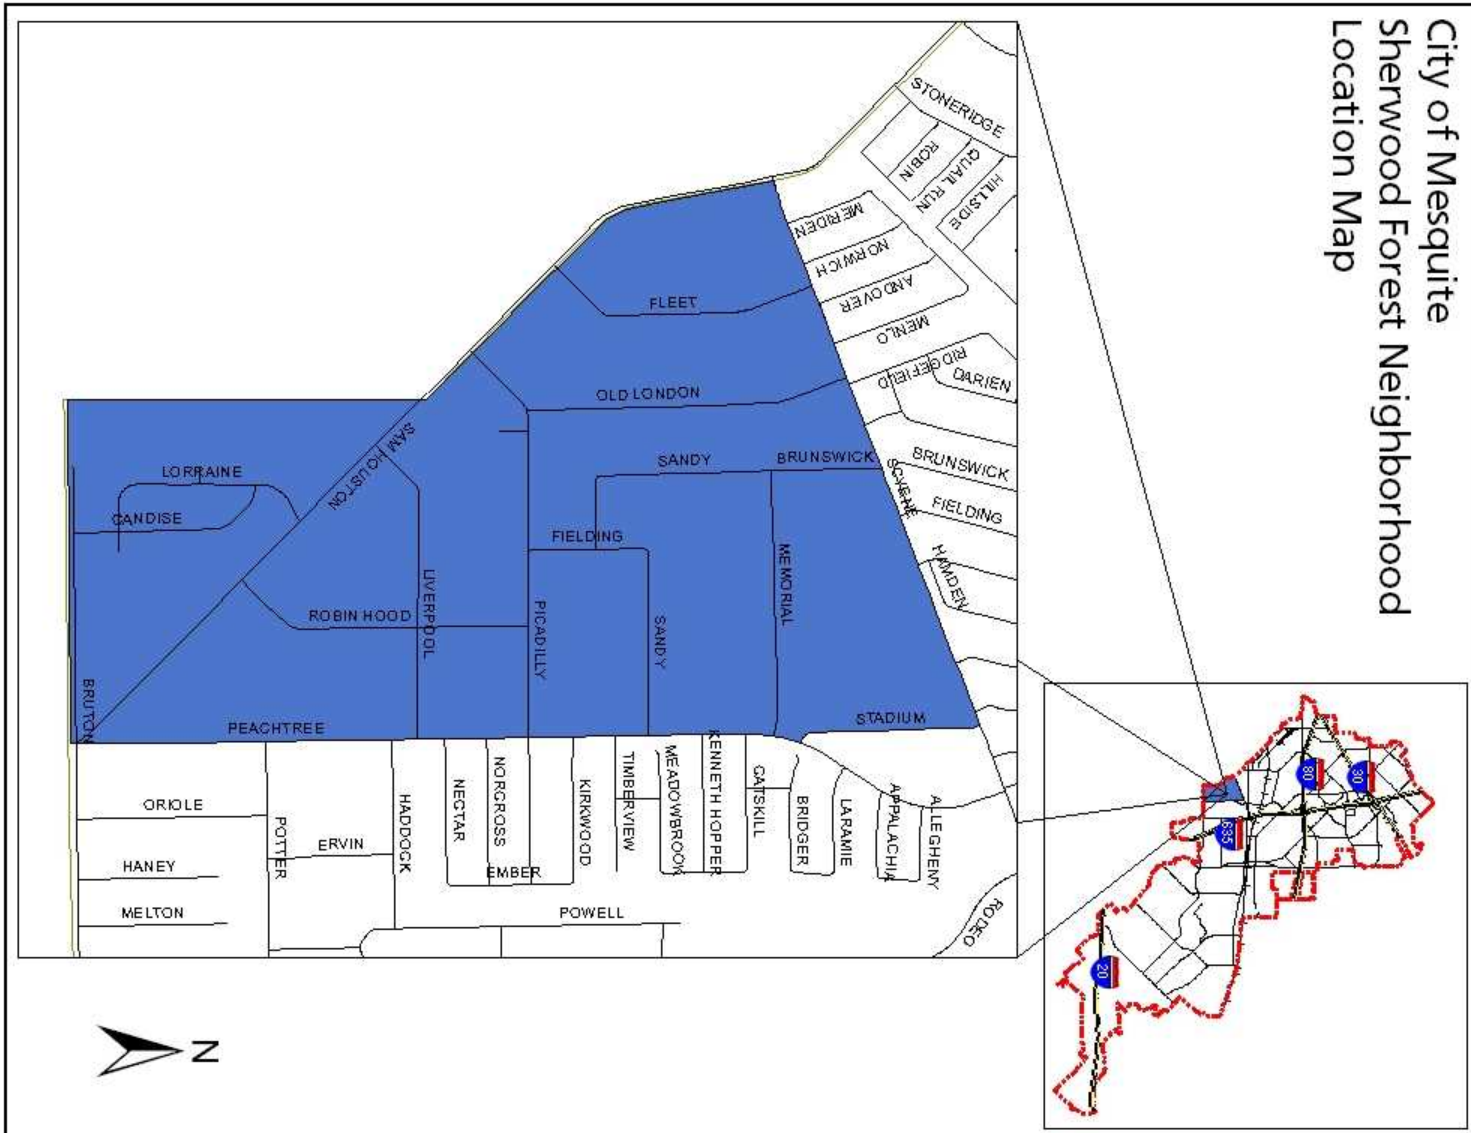 City of Mesquite
Sherwood Forest Neighborhood
Location Map
STONERIDGE
ROBIN
QUAIL RUN
HILLSIDE
MERIDEN
NORWICH
ANDOVER
MENLO
RIDGEFIELD
DARIEN
FLEET
OLD LONDON
SAM HOUSTON
LORRAINE
CANDISE
SANDY
BRUNSWICK
SCYENE
BRUNSWICK
FIELDING
FIELDING
HAMDEN
LIVERPOOL
ROBIN HOOD
PICADILLY
SANDY
MEMORIAL
BRUTON
PEACHTREE
STADIUM
ORIOLE
POTTER
ERVIN
HADDOCK
NECTAR
NORCROSS
KIRKWOOD
TIMBERVIEW
MEADOWBROOK
KENNETH HOPPER
CATSKILL
BRIDGER
LARAMIE
APPALACHIA
ALLEGHENY
HANEY
EMBER
MELTON
POWELL
RODEO
80
30
635
20
N